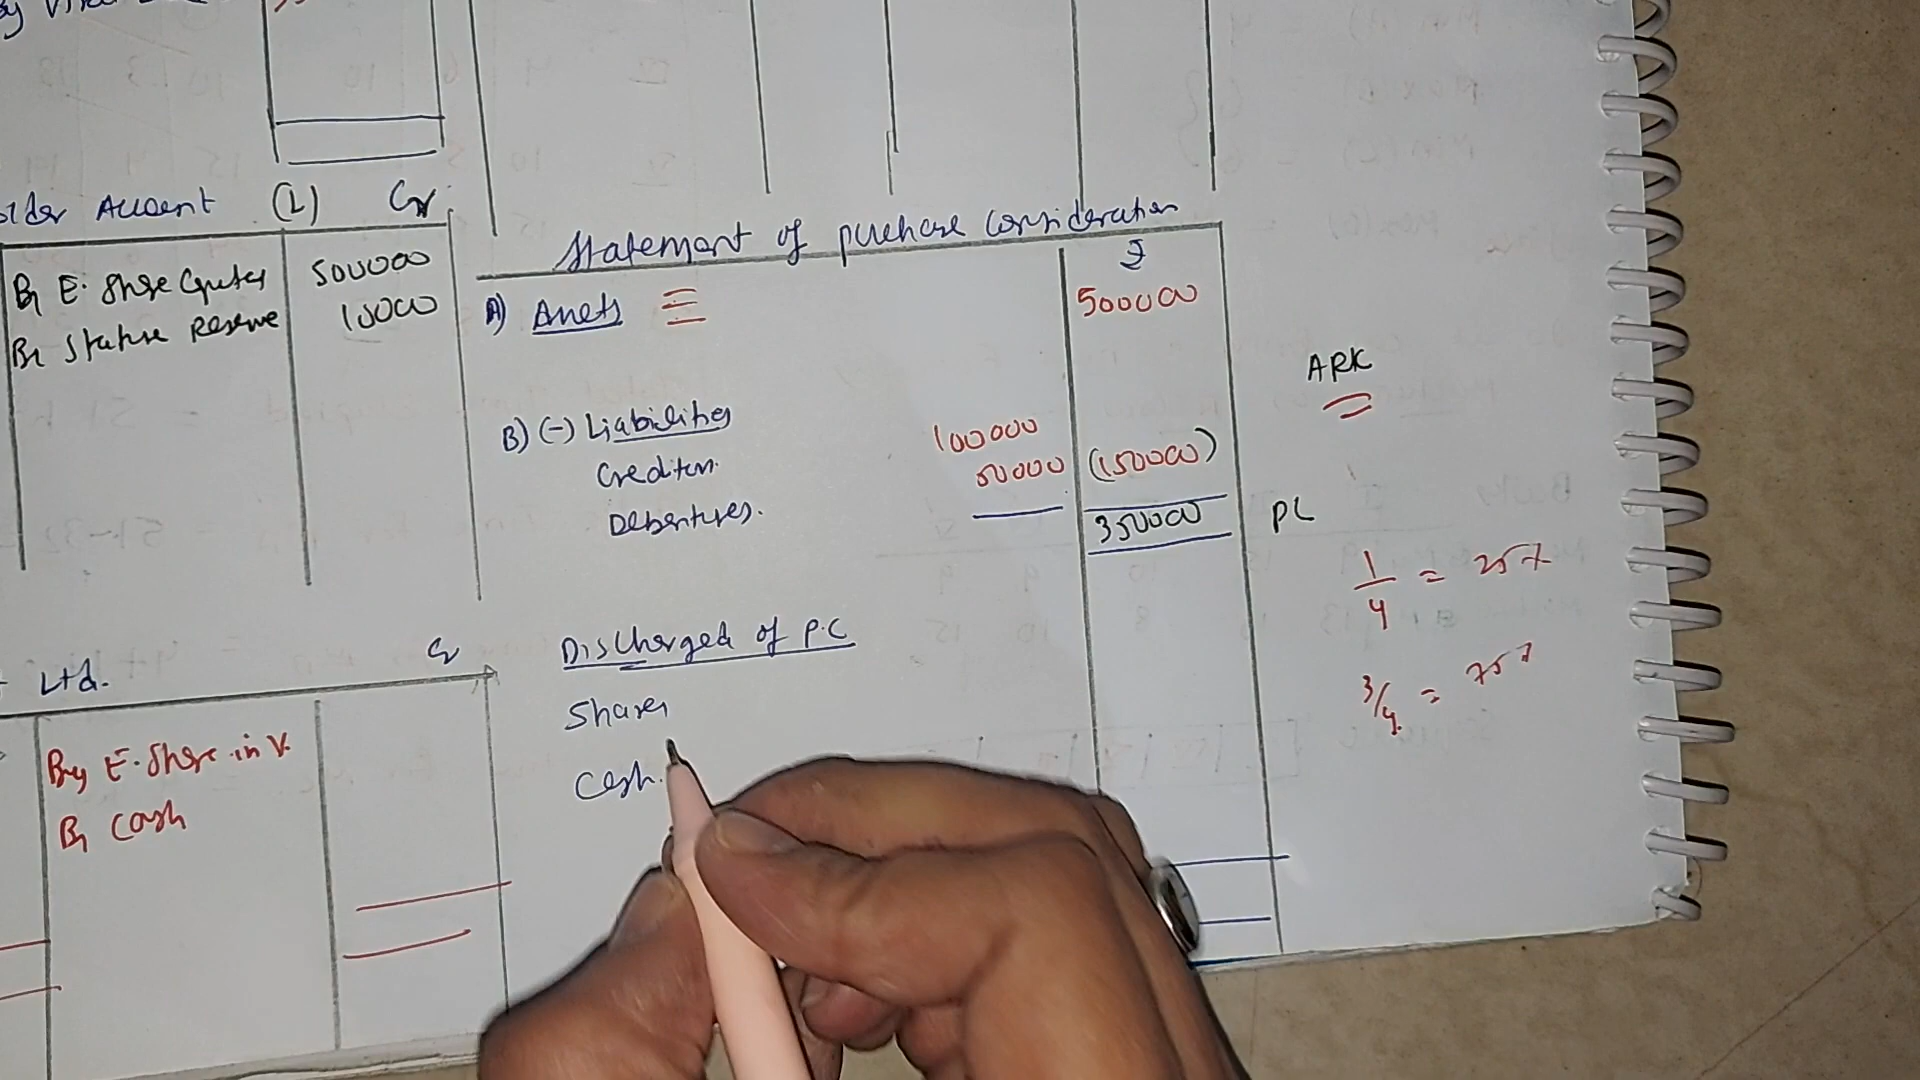 By
Account (L) Cr.
By E. Share Capital 500000
By Statue Reserve 10000
Ltd. Cr
By E. Share in V.
By Cash
Statement of purchase Consideration
₹
A) Assets 500000
B) (-) Liabilities 100000
Creditors. 50000 (150000)
Debentures. 350000 PC
Discharged of P.C
Shares
Cash.
ARK
1/4 = 25%
3/4 = 75%